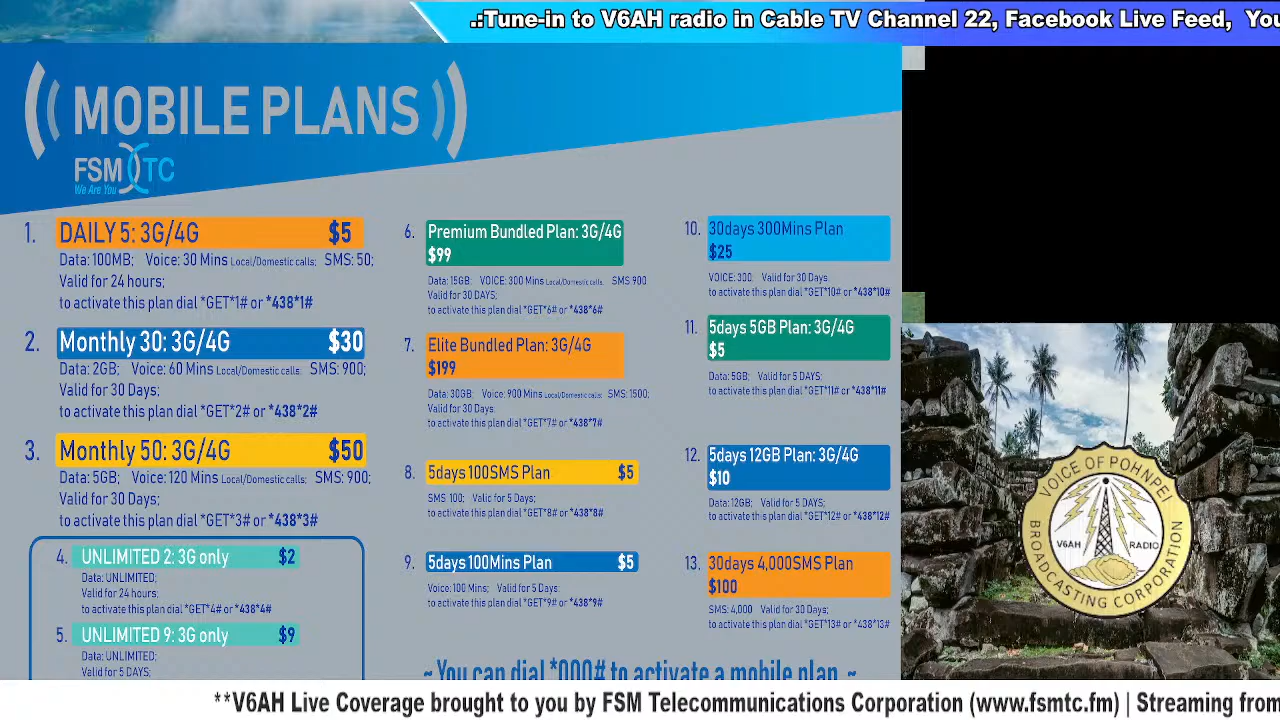 .:Tune-in to V6AH radio in Cable TV Channel 22, Facebook Live Feed, You
MOBILE PLANS
FSMTC
We Are You
1. DAILY 5: 3G/4G $5
Data: 100MB; Voice: 30 Mins Local/Domestic calls; SMS: 50;
Valid for 24 hours;
to activate this plan dial *GET*1# or *438*1#
2. Monthly 30: 3G/4G $30
Data: 2GB; Voice: 60 Mins Local/Domestic calls. SMS: 900;
Valid for 30 Days;
to activate this plan dial *GET*2# or *438*2#
3. Monthly 50: 3G/4G $50
Data: 5GB; Voice: 120 Mins Local/Domestic calls. SMS: 900;
Valid for 30 Days;
to activate this plan dial *GET*3# or *438*3#
4. UNLIMITED 2: 3G only $2
Data: UNLIMITED;
Valid for 24 hours;
to activate this plan dial *GET*4# or *438*4#
5. UNLIMITED 9: 3G only $9
Data: UNLIMITED;
Valid for 5 DAYS;
6. Premium Bundled Plan: 3G/4G
$99
Data: 15GB; VOICE: 300 Mins Local/Domestic calls. SMS 900
Valid for 30 DAYS;
to activate this plan dial *GET*6# or *438*6#
7. Elite Bundled Plan: 3G/4G
$199
Data: 30GB; Voice: 900 Mins Local/Domestic calls; SMS: 1500;
Valid for 30 Days:
to activate this plan dial *GET*7# or *438*7#
8. 5days 100SMS Plan $5
SMS 100; Valid for 5 Days;
to activate this plan dial *GET*8# or *438*8#
9. 5days 100Mins Plan $5
Voice: 100 Mins; Valid for 5 Days;
to activate this plan dial *GET*9# or *438*9#
10. 30days 300Mins Plan
$25
VOICE: 300 Valid for 30 Days;
to activate this plan dial *GET*10# or *438*10#
11. 5days 5GB Plan: 3G/4G
$5
Data: 5GB; Valid for 5 DAYS;
to activate this plan dial *GET*11# or *438*11#
12. 5days 12GB Plan: 3G/4G
$10
Data: 12GB; Valid for 5 DAYS;
to activate this plan dial *GET*12# or *438*12#
13. 30days 4,000SMS Plan
$100
SMS: 4,000 Valid for 30 Days;
to activate this plan dial *GET*13# or *438*13#
~ You can dial *000# to activate a mobile plan ~
VOICE OF POHNPEI
V6AH RADIO
BROADCASTING CORPORATION
**V6AH Live Coverage brought to you by FSM Telecommunications Corporation (www.fsmtc.fm) | Streaming from